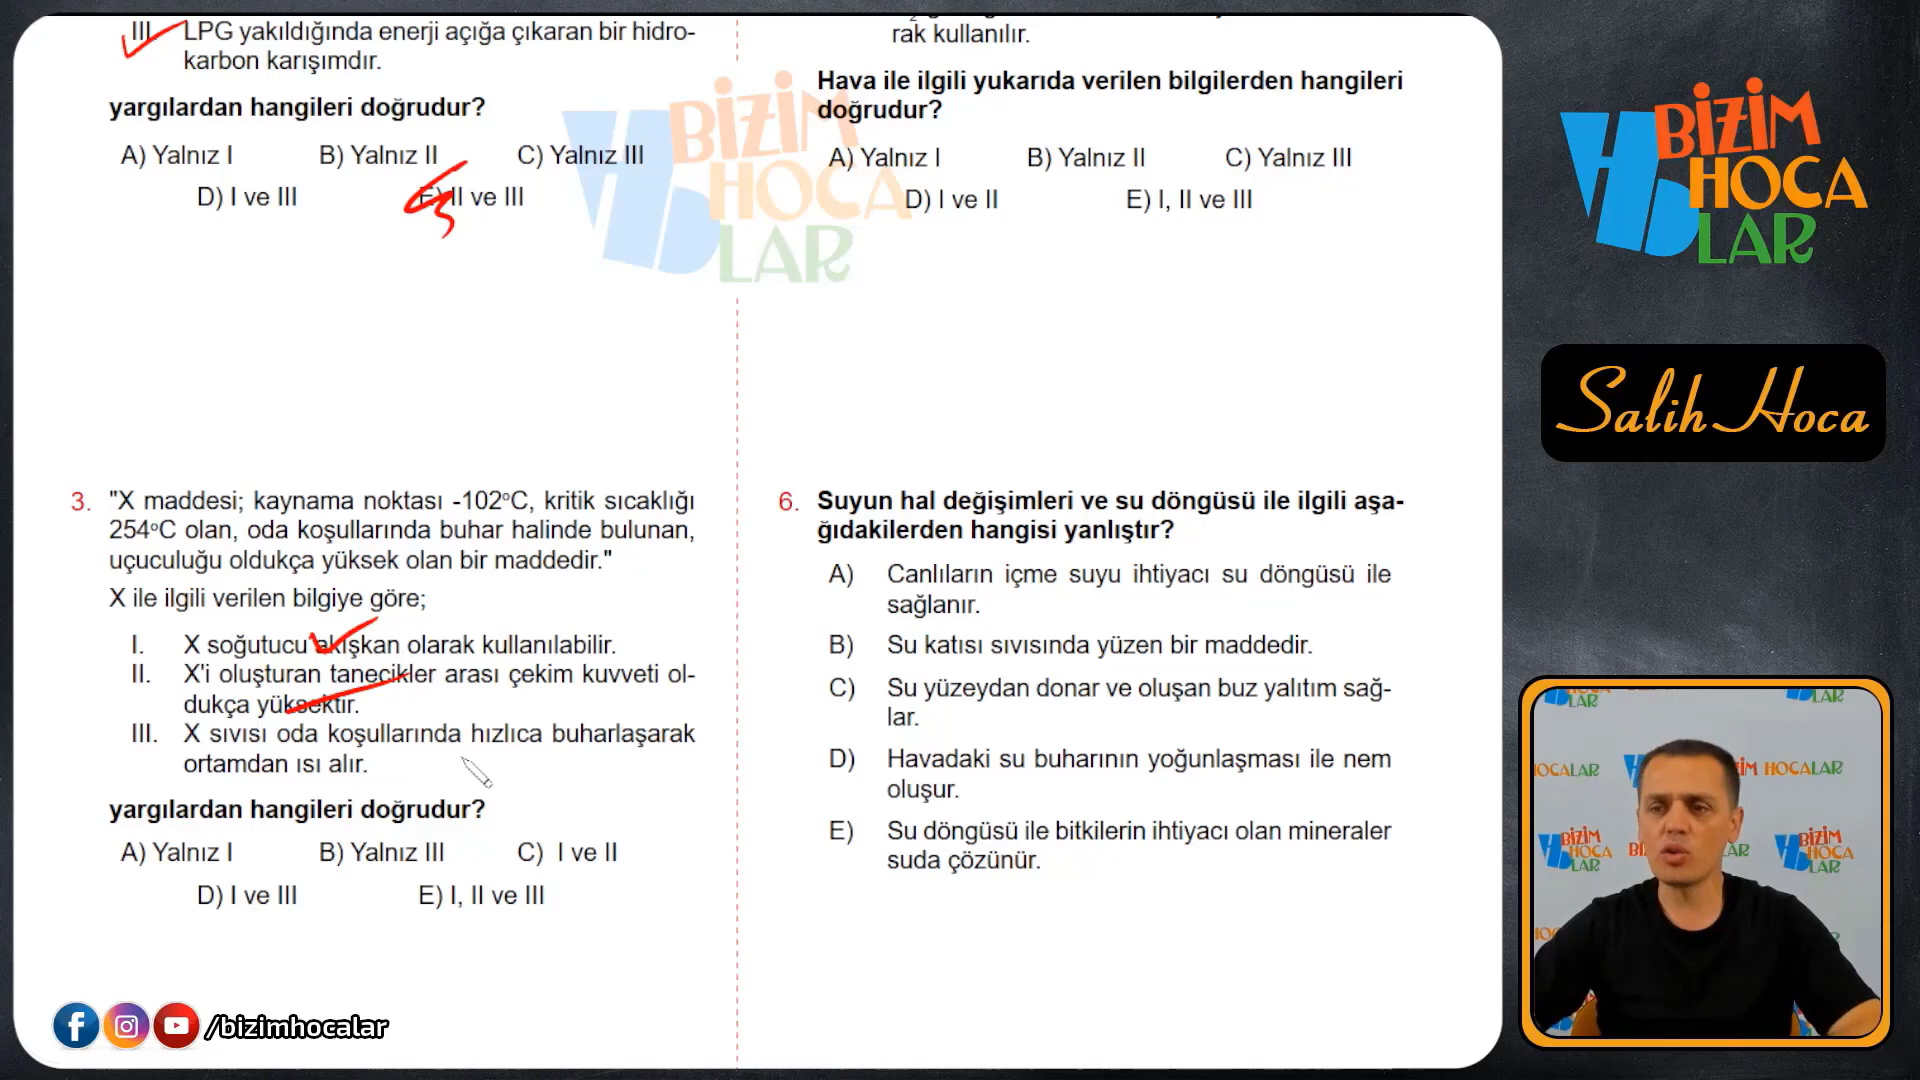 III. LPG yakıldığında enerji açığa çıkaran bir hidro-
karbon karışımdır.
yargılardan hangileri doğrudur?
A) Yalnız I B) Yalnız II C) Yalnız III
D) I ve III E) II ve III
3. "X maddesi; kaynama noktası -102°C, kritik sıcaklığı
254°C olan, oda koşullarında buhar halinde bulunan,
uçuculuğu oldukça yüksek olan bir maddedir."
X ile ilgili verilen bilgiye göre;
I. X soğutucu akışkan olarak kullanılabilir.
II. X'i oluşturan tanecikler arası çekim kuvveti ol-
dukça yüksektir.
III. X sıvısı oda koşullarında hızlıca buharlaşarak
ortamdan ısı alır.
yargılardan hangileri doğrudur?
A) Yalnız I B) Yalnız III C) I ve II
D) I ve III E) I, II ve III
/bizimhocalar
rak kullanılır.
Hava ile ilgili yukarıda verilen bilgilerden hangileri
doğrudur?
A) Yalnız I B) Yalnız II C) Yalnız III
D) I ve II E) I, II ve III
6. Suyun hal değişimleri ve su döngüsü ile ilgili aşa-
ğıdakilerden hangisi yanlıştır?
A) Canlıların içme suyu ihtiyacı su döngüsü ile
sağlanır.
B) Su katısı sıvısında yüzen bir maddedir.
C) Su yüzeydan donar ve oluşan buz yalıtım sağ-
lar.
D) Havadaki su buharının yoğunlaşması ile nem
oluşur.
E) Su döngüsü ile bitkilerin ihtiyacı olan mineraler
suda çözünür.
BİZİM
HOCA
LAR
BİZİM
HOCA
LAR
Salih Hoca